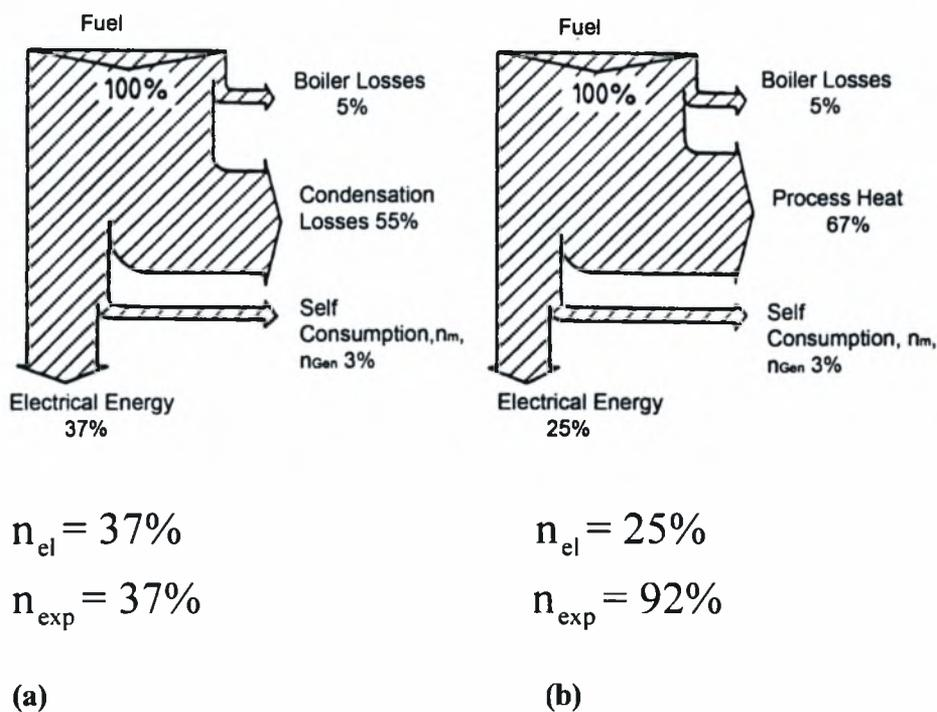 Fuel
100%
Boiler Losses
5%
Condensation
Losses 55%
Self
Consumption,nm,
nGen 3%
Electrical Energy
37%
nel = 37%
nexp = 37%
(a)
Fuel
100%
Boiler Losses
5%
Process Heat
67%
Self
Consumption, nm,
nGen 3%
Electrical Energy
25%
nel = 25%
nexp = 92%
(b)